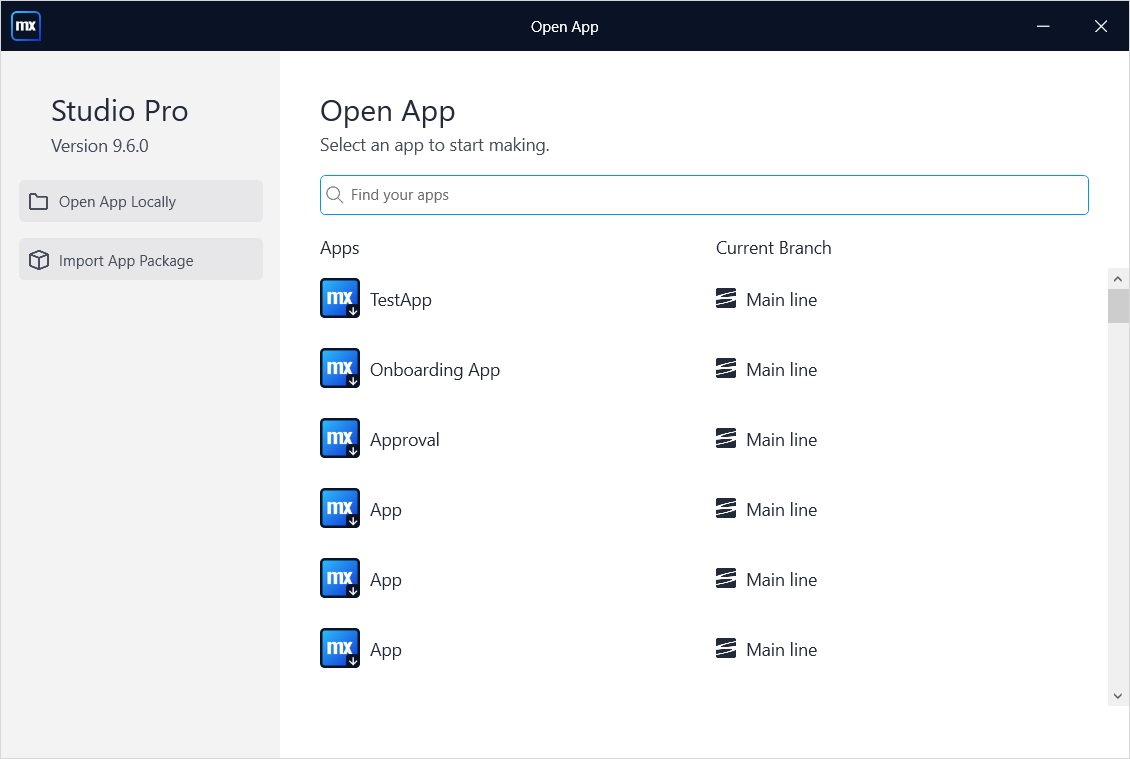 mx Open App
Studio Pro
Version 9.6.0
Open App Locally
Import App Package
Open App
Select an app to start making.
Find your apps
Apps Current Branch
mx TestApp Main line
mx Onboarding App Main line
mx Approval Main line
mx App Main line
mx App Main line
mx App Main line